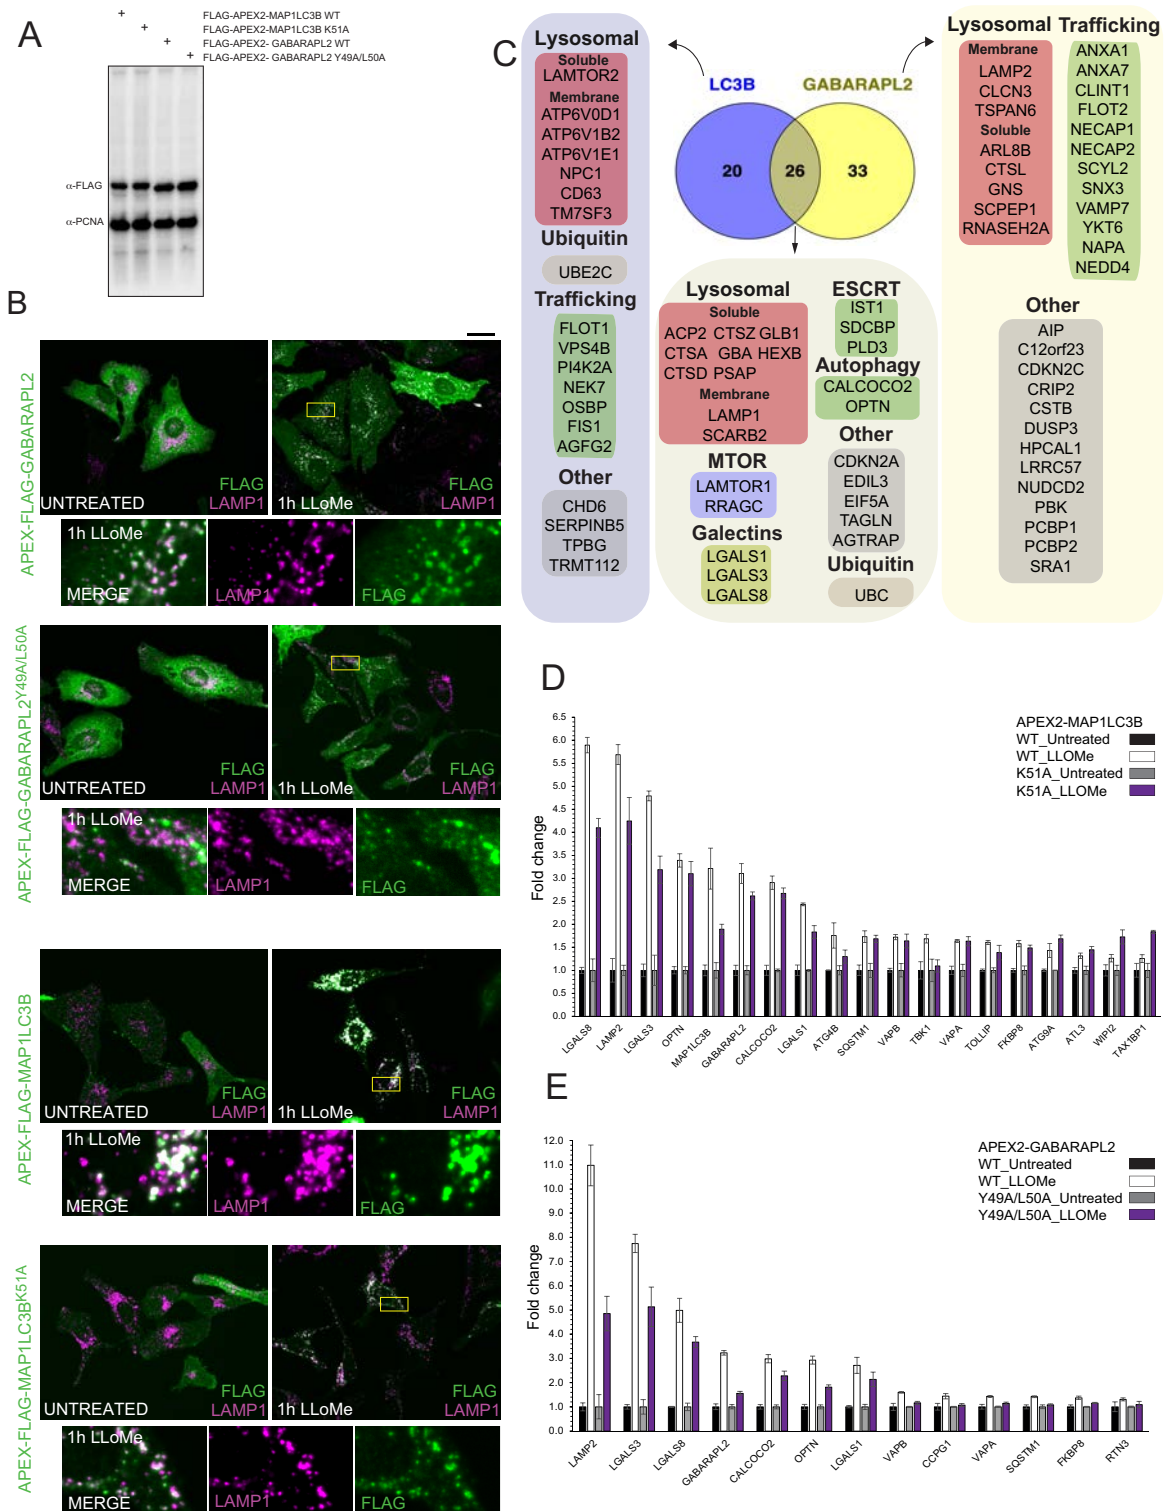 A
+ FLAG-APEX2-MAP1LC3B WT
+ FLAG-APEX2-MAP1LC3B K51A
+ FLAG-APEX2- GABARAPL2 WT
+ FLAG-APEX2- GABARAPL2 Y49A/L50A
α-FLAG
α-PCNA
B
APEX-FLAG-GABARAPL2
UNTREATED
FLAG
LAMP1
1h LLoMe
FLAG
LAMP1
1h LLoMe
MERGE
LAMP1
FLAG
APEX-FLAG-GABARAPL2Y49A/L50A
UNTREATED
FLAG
LAMP1
1h LLoMe
FLAG
LAMP1
1h LLoMe
MERGE
LAMP1
FLAG
APEX-FLAG-MAP1LC3B
UNTREATED
FLAG
LAMP1
1h LLoMe
FLAG
LAMP1
1h LLoMe
MERGE
LAMP1
FLAG
APEX-FLAG-MAP1LC3BK51A
UNTREATED
FLAG
LAMP1
1h LLoMe
FLAG
LAMP1
1h LLoMe
MERGE
LAMP1
FLAG
C
Lysosomal
Soluble
LAMTOR2
Membrane
ATP6V0D1
ATP6V1B2
ATP6V1E1
NPC1
CD63
TM7SF3
Ubiquitin
UBE2C
Trafficking
FLOT1
VPS4B
PI4K2A
NEK7
OSBP
FIS1
AGFG2
Other
CHD6
SERPINB5
TPBG
TRMT112
LC3B
GABARAPL2
20
26
33
Lysosomal
Soluble
ACP2 CTSZ GLB1
CTSA GBA HEXB
CTSD PSAP
Membrane
LAMP1
SCARB2
MTOR
LAMTOR1
RRAGC
Galectins
LGALS1
LGALS3
LGALS8
ESCRT
IST1
SDCBP
PLD3
Autophagy
CALCOCO2
OPTN
Other
CDKN2A
EDIL3
EIF5A
TAGLN
AGTRAP
Ubiquitin
UBC
Lysosomal
Membrane
LAMP2
CLCN3
TSPAN6
Soluble
ARL8B
CTSL
GNS
SCPEP1
RNASEH2A
Trafficking
ANXA1
ANXA7
CLINT1
FLOT2
NECAP1
NECAP2
SCYL2
SNX3
VAMP7
YKT6
NAPA
NEDD4
Other
AIP
C12orf23
CDKN2C
CRIP2
CSTB
DUSP3
HPCAL1
LRRC57
NUDCD2
PBK
PCBP1
PCBP2
SRA1
D
Fold change
6.5
6.0
5.5
5.0
4.5
4.0
3.5
3.0
2.5
2.0
1.5
1.0
0.5
0.0
APEX2-MAP1LC3B
WT_Untreated
WT_LLOMe
K51A_Untreated
K51A_LLOMe
LGALS8
LAMP2
LGALS3
OPTN
MAP1LC3B
GABARAPL2
CALCOCO2
LGALS1
ATG4B
SQSTM1
VAPB
TBK1
VAPA
TOLLIP
FKBP8
ATG9A
ATL3
WIPI2
TAX1BP1
E
Fold change
12.0
11.0
10.0
9.0
8.0
7.0
6.0
5.0
4.0
3.0
2.0
1.0
0.0
APEX2-GABARAPL2
WT_Untreated
WT_LLOMe
Y49A/L50A_Untreated
Y49A/L50A_LLOMe
LAMP2
LGALS3
LGALS8
GABARAPL2
CALCOCO2
OPTN
LGALS1
VAPB
CCPG1
VAPA
SQSTM1
FKBP8
RTN3